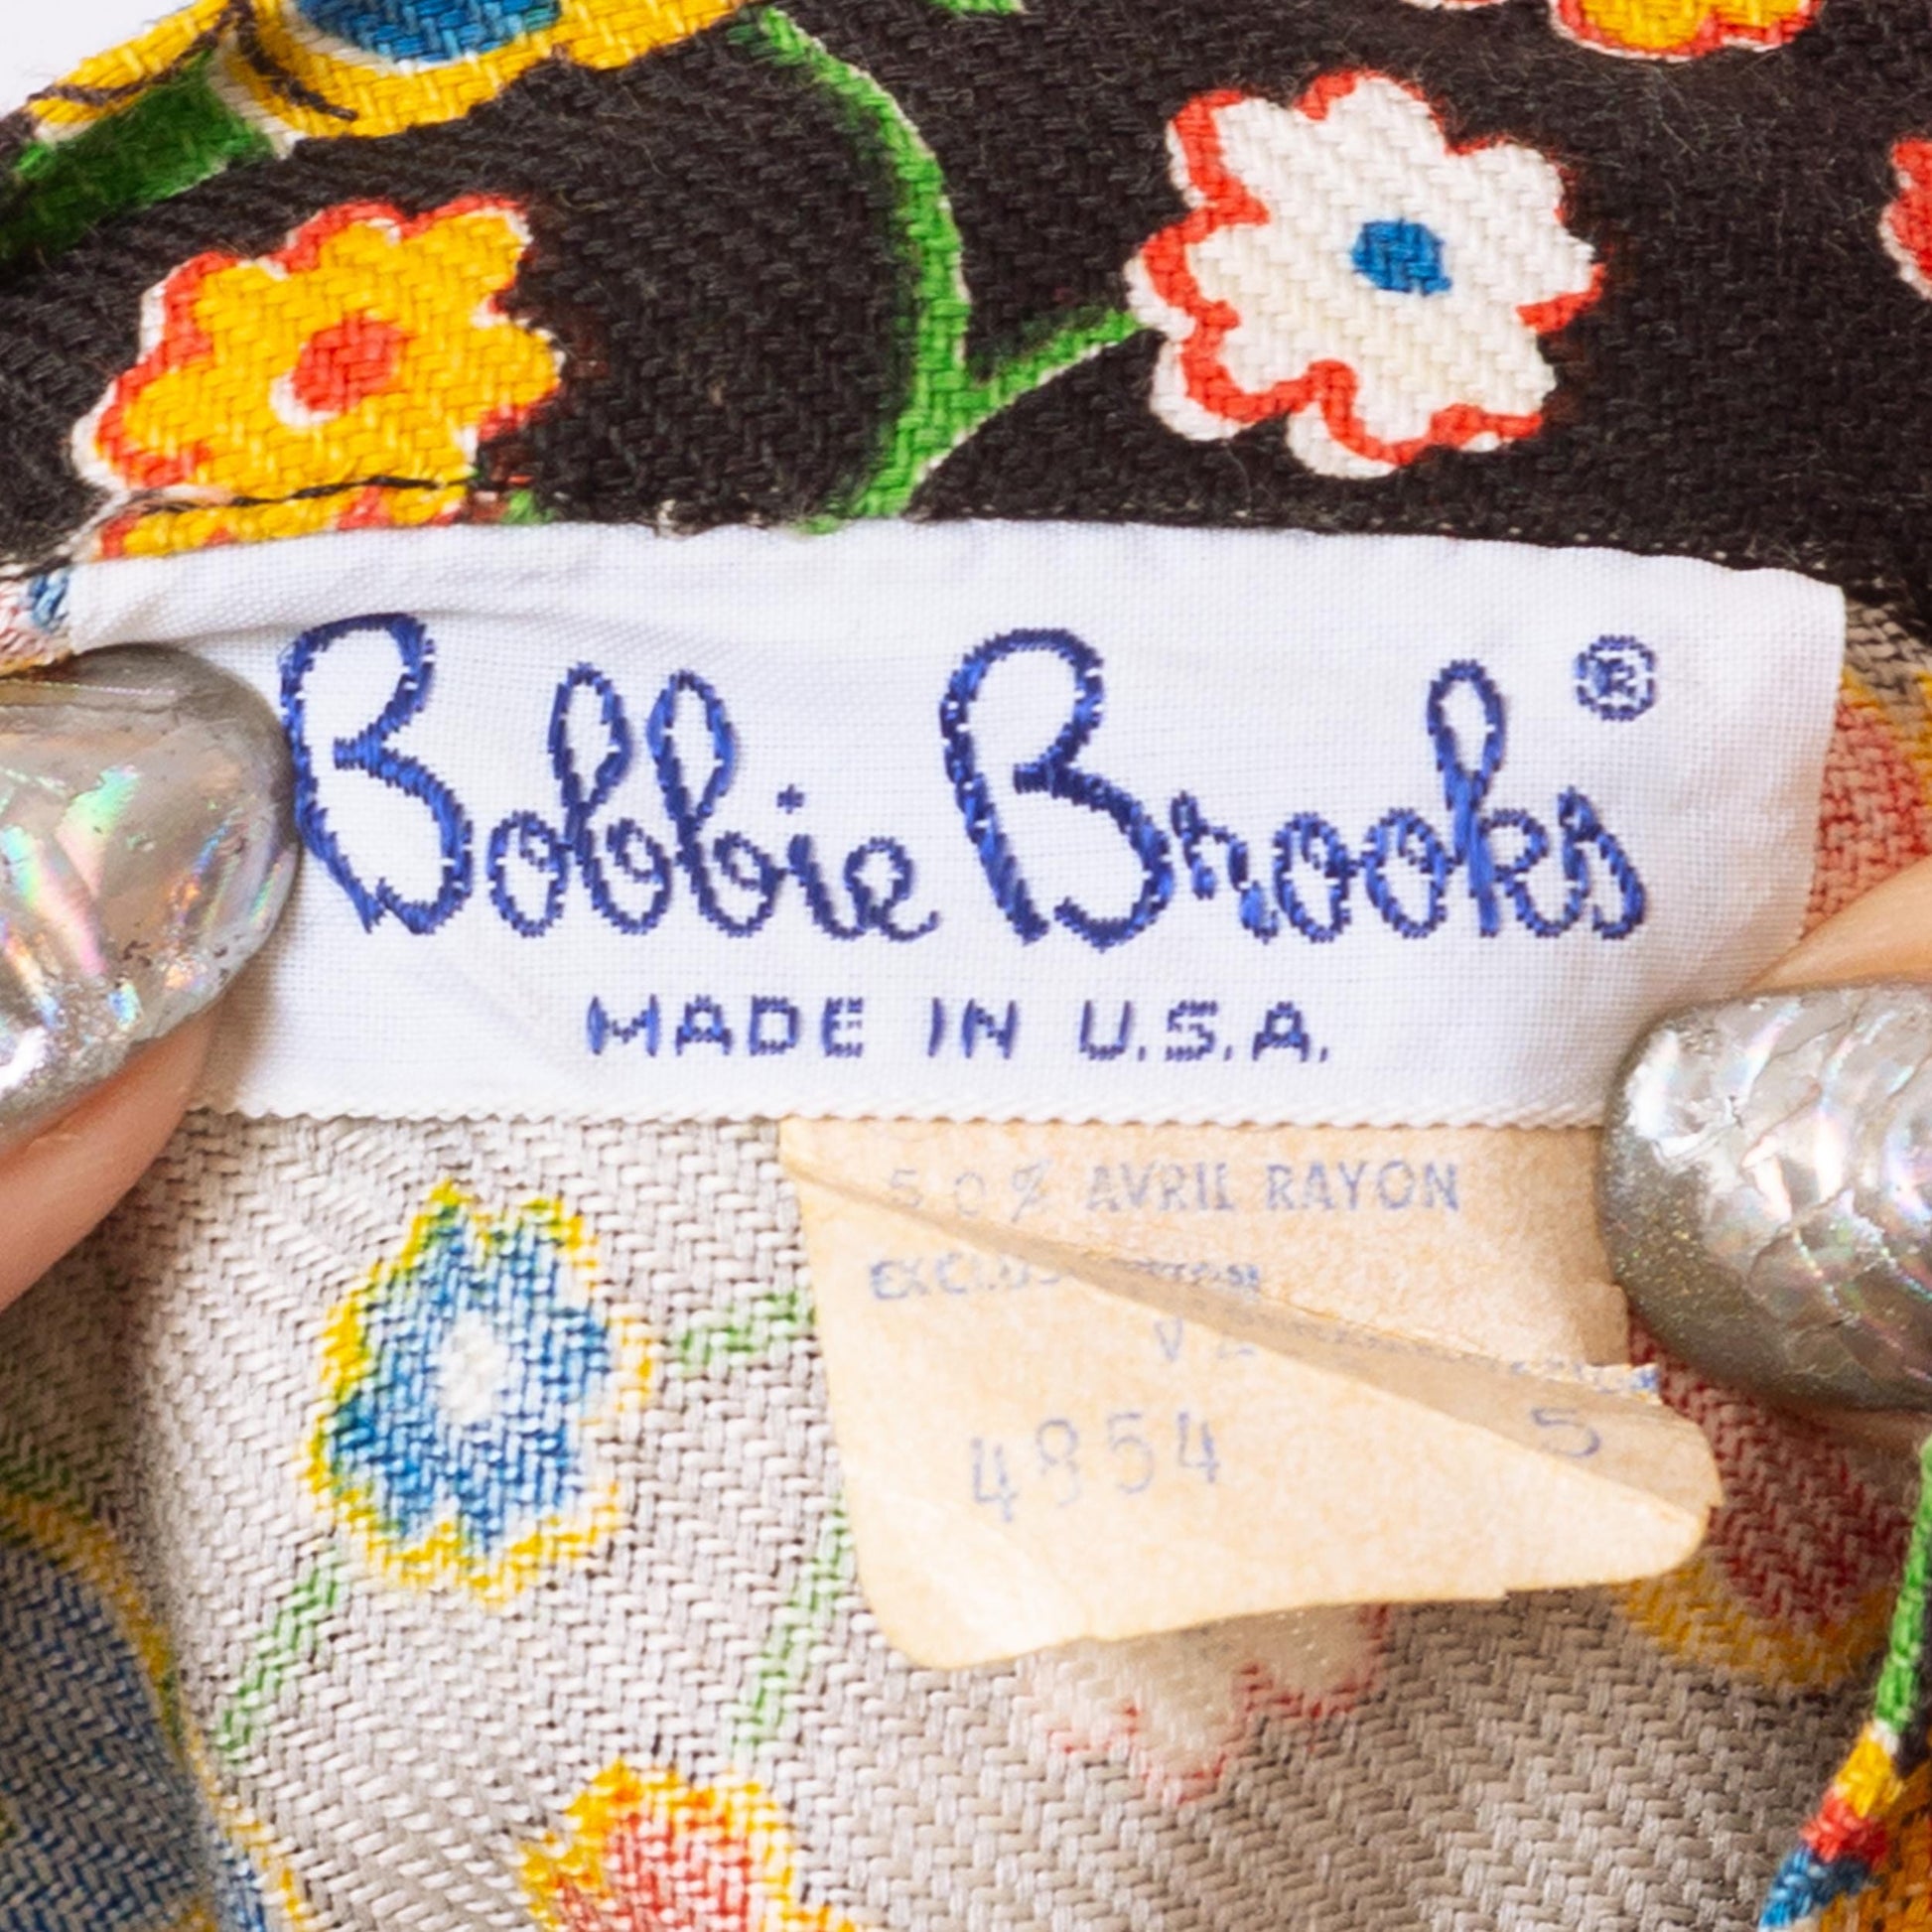 Bobbie Brooks®
MADE IN U.S.A.
50% AVRIL RAYON
4854 5